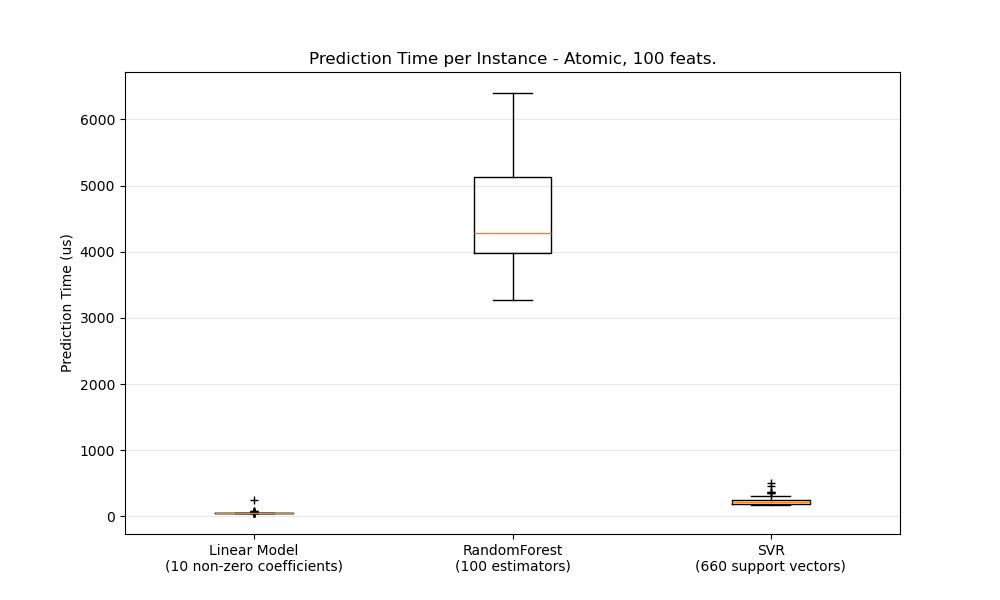 Prediction Time per Instance - Atomic, 100 feats.
Prediction Time (us)
6000
5000
4000
3000
2000
1000
0
Linear Model
(10 non-zero coefficients)
RandomForest
(100 estimators)
SVR
(660 support vectors)